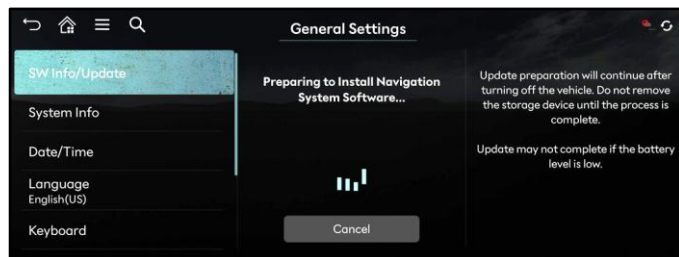 General Settings
SW Info/Update
System Info
Date/Time
Language
English(US)
Keyboard
Preparing to Install Navigation
System Software...
Cancel
Update preparation will continue after
turning off the vehicle. Do not remove
the storage device until the process is
complete.
Update may not complete if the battery
level is low.